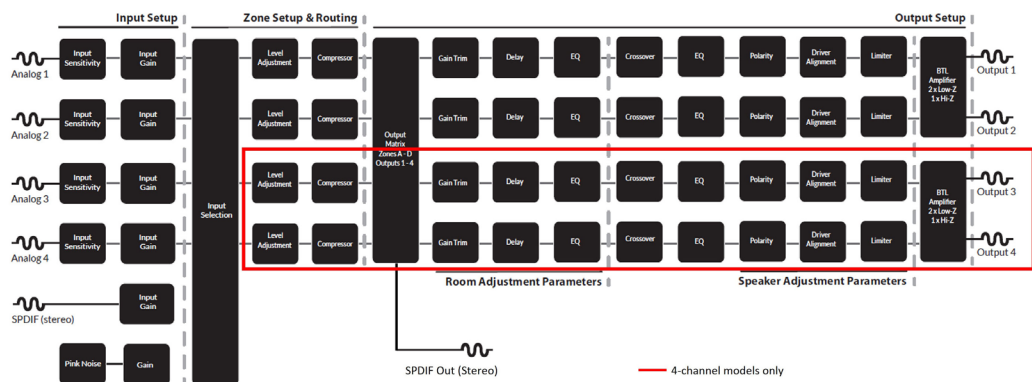 Input Setup
Zone Setup & Routing
Output Setup
Analog 1
Input Sensitivity
Input Gain
Level Adjustment
Compressor
Gain Trim
Delay
EQ
Crossover
EQ
Polarity
Driver Alignment
Limiter
BTL Amplifier 2 x Low-Z 1 x Hi-Z
Output 1
Analog 2
Input Sensitivity
Input Gain
Level Adjustment
Compressor
Output Matrix Zones A - D Outputs 1 - 4
Gain Trim
Delay
EQ
Crossover
EQ
Polarity
Driver Alignment
Limiter
Output 2
Analog 3
Input Sensitivity
Input Gain
Input Selection
Level Adjustment
Compressor
Gain Trim
Delay
EQ
Crossover
EQ
Polarity
Driver Alignment
Limiter
BTL Amplifier 2 x Low-Z 1 x Hi-Z
Output 3
Analog 4
Input Sensitivity
Input Gain
Level Adjustment
Compressor
Gain Trim
Delay
EQ
Crossover
EQ
Polarity
Driver Alignment
Limiter
Output 4
Room Adjustment Parameters
Speaker Adjustment Parameters
SPDIF (stereo)
Input Gain
Pink Noise
Gain
SPDIF Out (Stereo)
4-channel models only